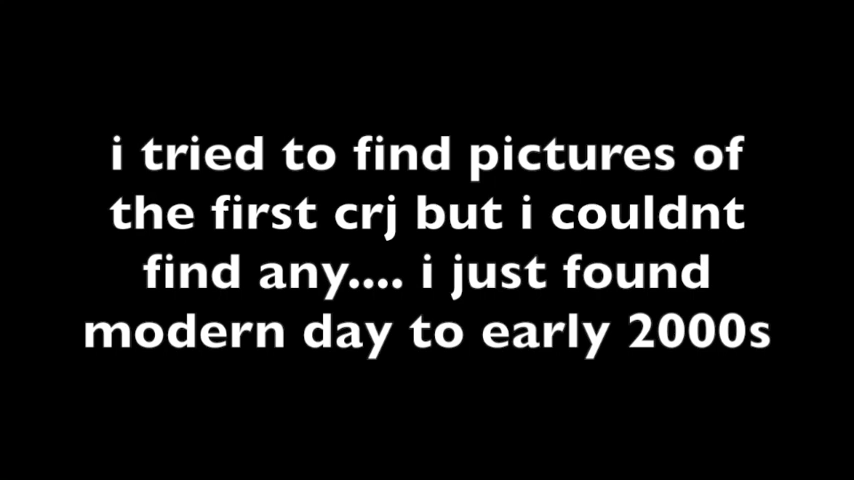 i tried to find pictures of
the first crj but i couldnt
find any.... i just found
modern day to early 2000s